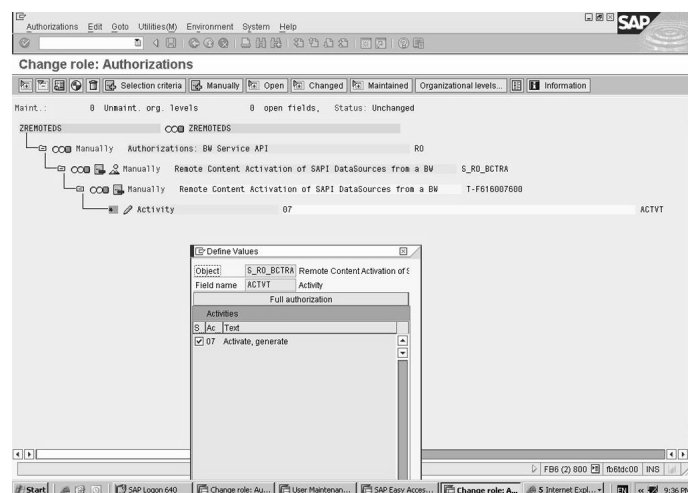 Authorizations Edit Goto Utilities(M) Environment System Help
SAP
Change role: Authorizations
Selection criteria Manually Open Changed Maintained Organizational levels... Information
Maint.: 0 Unmaint. org. levels 0 open fields, Status: Unchanged
ZREMOTEDS ZREMOTEDS
Manually Authorizations: BW Service API RO
Manually Remote Content Activation of SAPI DataSources from a BW S_RO_BCTRA
Manually Remote Content Activation of SAPI DataSources from a BW T-F616007600
Activity 07 ACTVT
Define Values
Object S_RO_BCTRA Remote Content Activation of S
Field name ACTVT Activity
Full authorization
Activities
S Ac Text
07 Activate, generate
FB6 (2) 800 fb6tdc00 INS
Start SAP Logon 640 Change role: Au... User Maintenan... SAP Easy Acces... Change role: A... 5 Internet Expl... EN « 9:36 PM